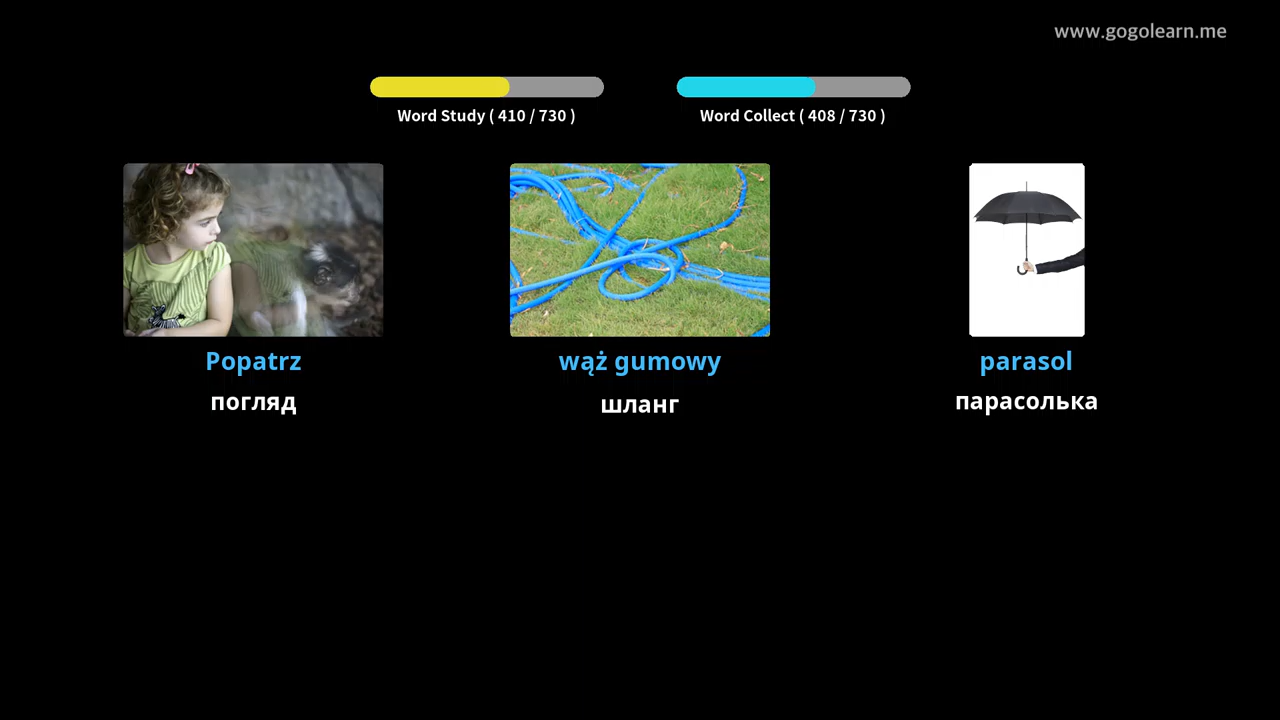 www.gogolearn.me
Word Study ( 410 / 730 )
Word Collect ( 408 / 730 )
Popatrz
wąż gumowy
parasol
погляд
шланг
парасолька